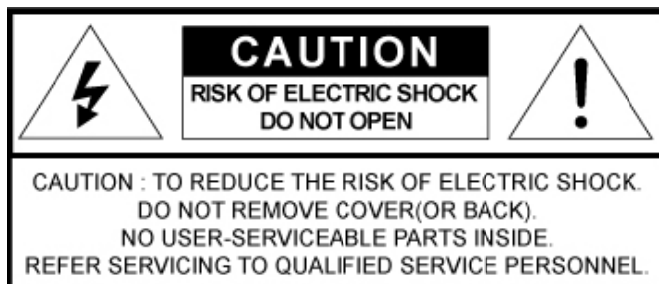 CAUTION
RISK OF ELECTRIC SHOCK
DO NOT OPEN
!
CAUTION : TO REDUCE THE RISK OF ELECTRIC SHOCK.
DO NOT REMOVE COVER(OR BACK).
NO USER-SERVICEABLE PARTS INSIDE.
REFER SERVICING TO QUALIFIED SERVICE PERSONNEL.